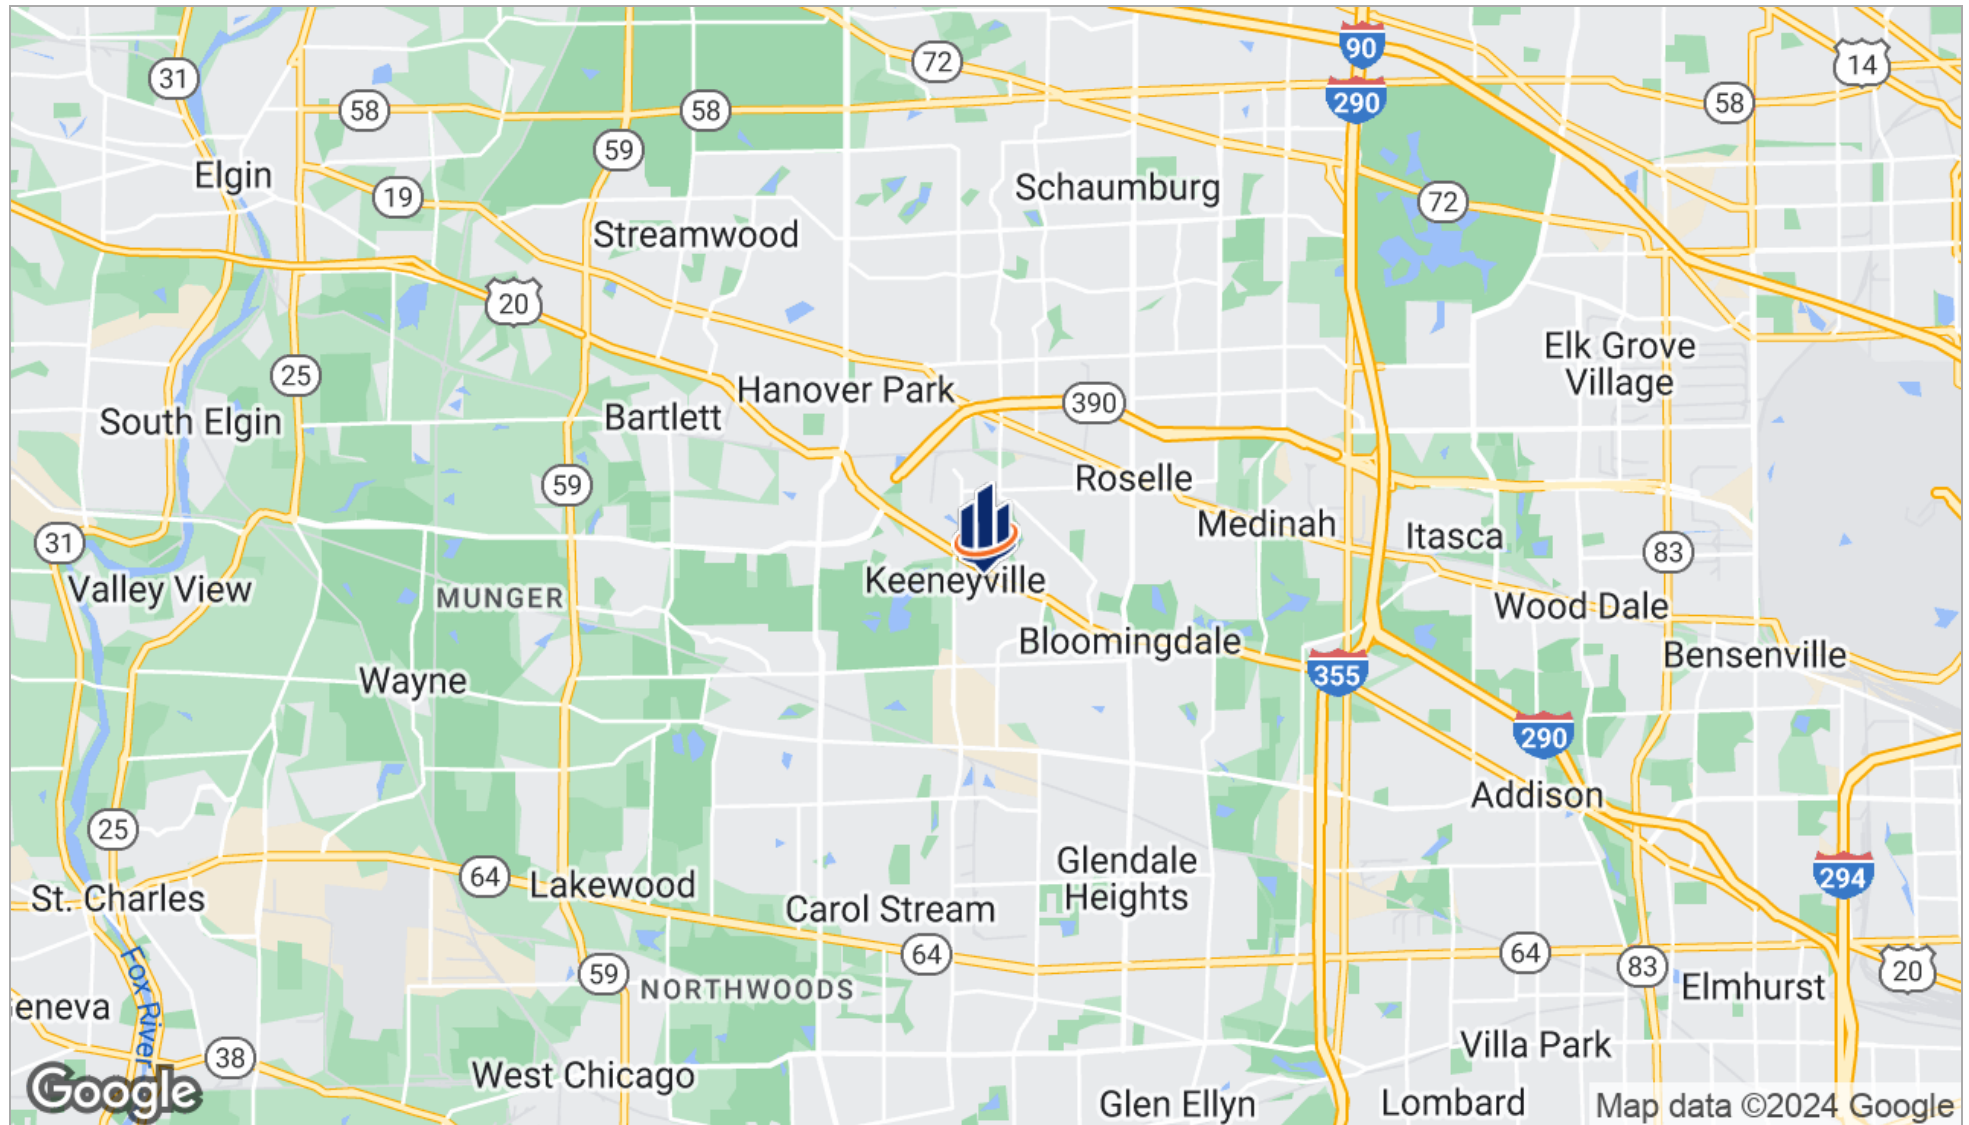 90
72
14
31
290
58
58
58
59
Elgin
19
Schaumburg
72
Streamwood
20
Elk Grove
Village
25
Hanover Park
390
South Elgin
Bartlett
Roselle
59
Medinah
Itasca
31
83
Keeneyville
Valley View
MUNGER
Wood Dale
Bloomingdale
Bensenville
355
Wayne
290
Addison
25
Glendale
Heights
64
Lakewood
294
St. Charles
Carol Stream
64
64
83
20
59
NORTHWOODS
Elmhurst
eneva
Fox River
38
Villa Park
West Chicago
Google
Glen Ellyn
Lombard
Map data ©2024 Google